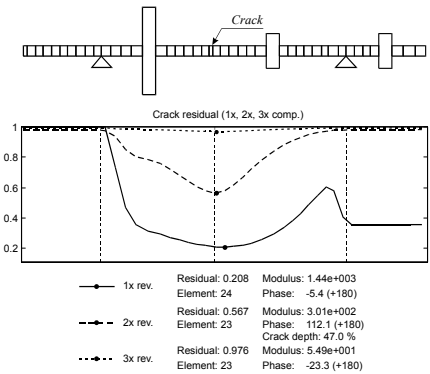 Crack
Crack residual (1x, 2x, 3x comp.)
1
0.8
0.6
0.4
0.2
1x rev. Residual: 0.208 Modulus: 1.44e+003
Element: 24 Phase: -5.4 (+180)
2x rev. Residual: 0.567 Modulus: 3.01e+002
Element: 23 Phase: 112.1 (+180)
Crack depth: 47.0 %
3x rev. Residual: 0.976 Modulus: 5.49e+001
Element: 23 Phase: -23.3 (+180)